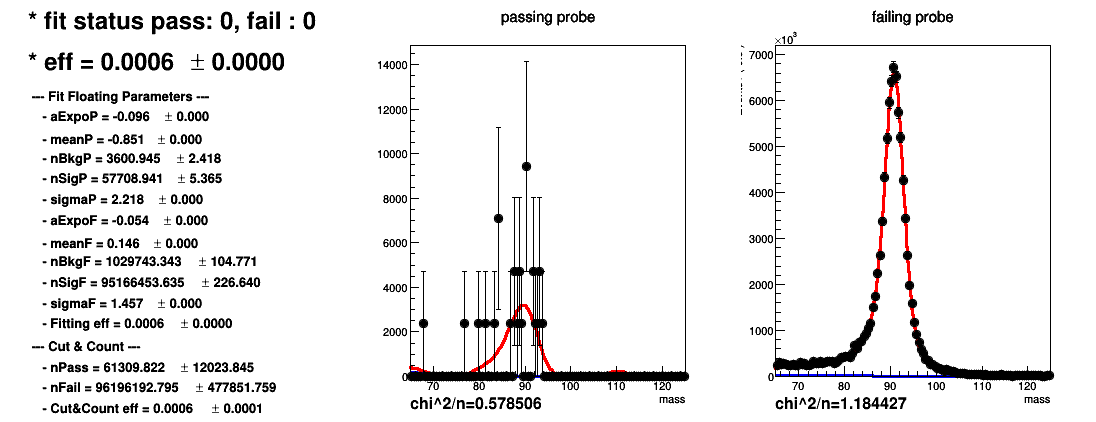 * fit status pass: 0, fail : 0
* eff = 0.0006 ± 0.0000
--- Fit Floating Parameters ---
- aExpoP = -0.096 ± 0.000
- meanP = -0.851 ± 0.000
- nBkgP = 3600.945 ± 2.418
- nSigP = 57708.941 ± 5.365
- sigmaP = 2.218 ± 0.000
- aExpoF = -0.054 ± 0.000
- meanF = 0.146 ± 0.000
- nBkgF = 1029743.343 ± 104.771
- nSigF = 95166453.635 ± 226.640
- sigmaF = 1.457 ± 0.000
- Fitting eff = 0.0006 ± 0.0000
--- Cut & Count ---
- nPass = 61309.822 ± 12023.845
- nFail = 96196192.795 ± 477851.759
- Cut&Count eff = 0.0006 ± 0.0001
passing probe
14000
12000
10000
8000
6000
4000
2000
0
70 80 90 100 110 120
mass
chi^2/n=0.578506
failing probe
×10³
7000
6000
5000
4000
3000
2000
1000
0
70 80 90 100 110 120
mass
chi^2/n=1.184427